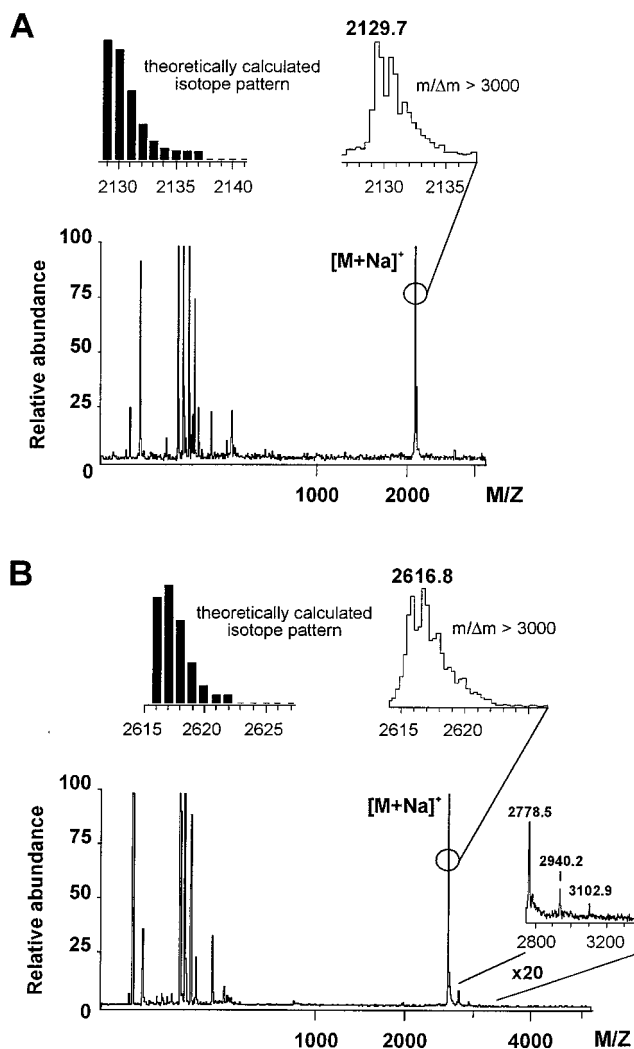 A
theoretically calculated
isotope pattern
2129.7
m/Δm > 3000
2130 2135 2140
2130 2135
[M+Na]+
Relative abundance
100
75
50
25
0
1000 2000 M/Z
B
theoretically calculated
isotope pattern
2616.8
m/Δm > 3000
2615 2620 2625
2615 2620
[M+Na]+
Relative abundance
100
75
50
25
0
2778.5
2940.2
3102.9
2800 3200
x20
1000 2000 4000 M/Z